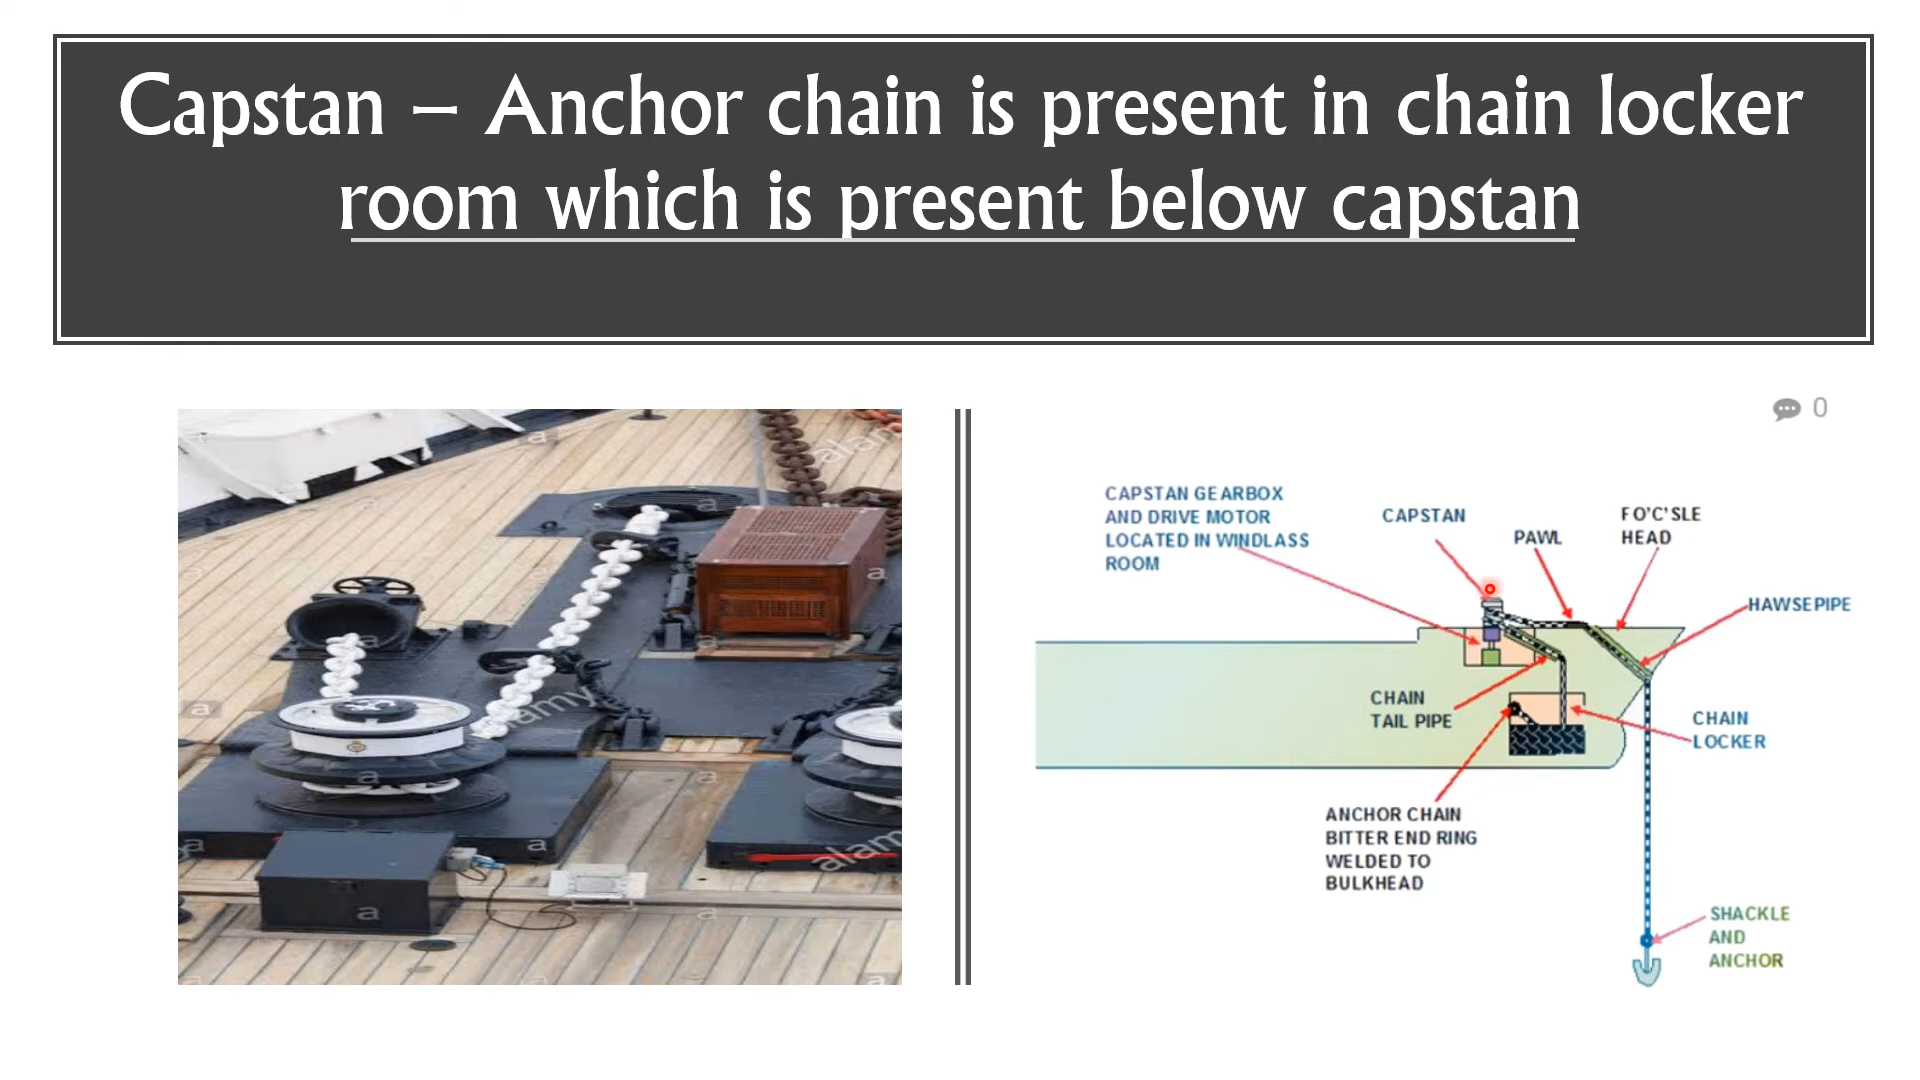 Capstan – Anchor chain is present in chain locker
room which is present below capstan
0
CAPSTAN GEARBOX
AND DRIVE MOTOR
LOCATED IN WINDLASS
ROOM
CAPSTAN
PAWL
FO'C'SLE
HEAD
HAWSEPIPE
CHAIN
TAIL PIPE
CHAIN
LOCKER
ANCHOR CHAIN
BITTER END RING
WELDED TO
BULKHEAD
SHACKLE
AND
ANCHOR
alamy
a